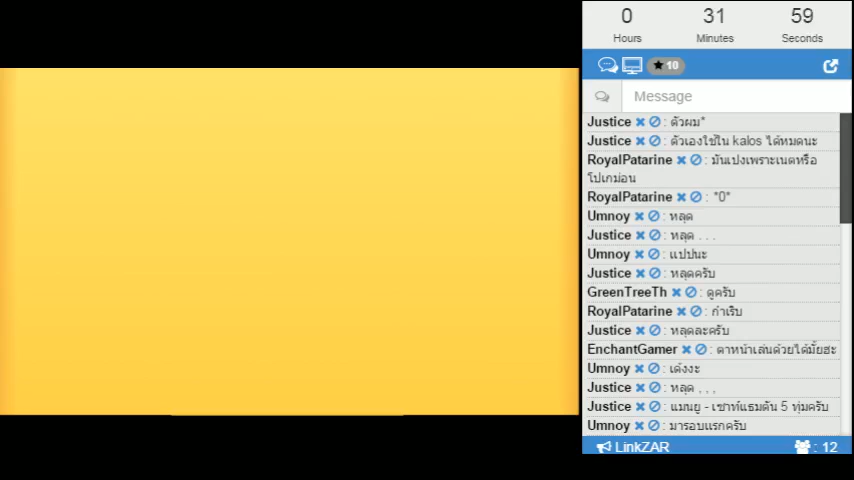 0 31 59
Hours Minutes Seconds
10
Message
Justice : ตัวผม*
Justice : ตัวเองใช้ใน kalos ได้หมดนะ
RoyalPatarine : มันเปงเพราะเนตหรือ
โปเกม่อน
RoyalPatarine : *0*
Umnoy : หลุด
Justice : หลุด . . .
Umnoy : แปปนะ
Justice : หลุดครับ
GreenTreeTh : ดูครับ
RoyalPatarine : กำเริบ
Justice : หลุดละครับ
EnchantGamer : ตาหน้าเล่นด้วยได้มั้ยฮะ
Umnoy : เด้งงะ
Justice : หลุด . . .
Justice : แมนยู - เซาท์แธมตัน 5 ทุ่มครับ
Umnoy : มารอบแรกครับ
LinkZAR : 12